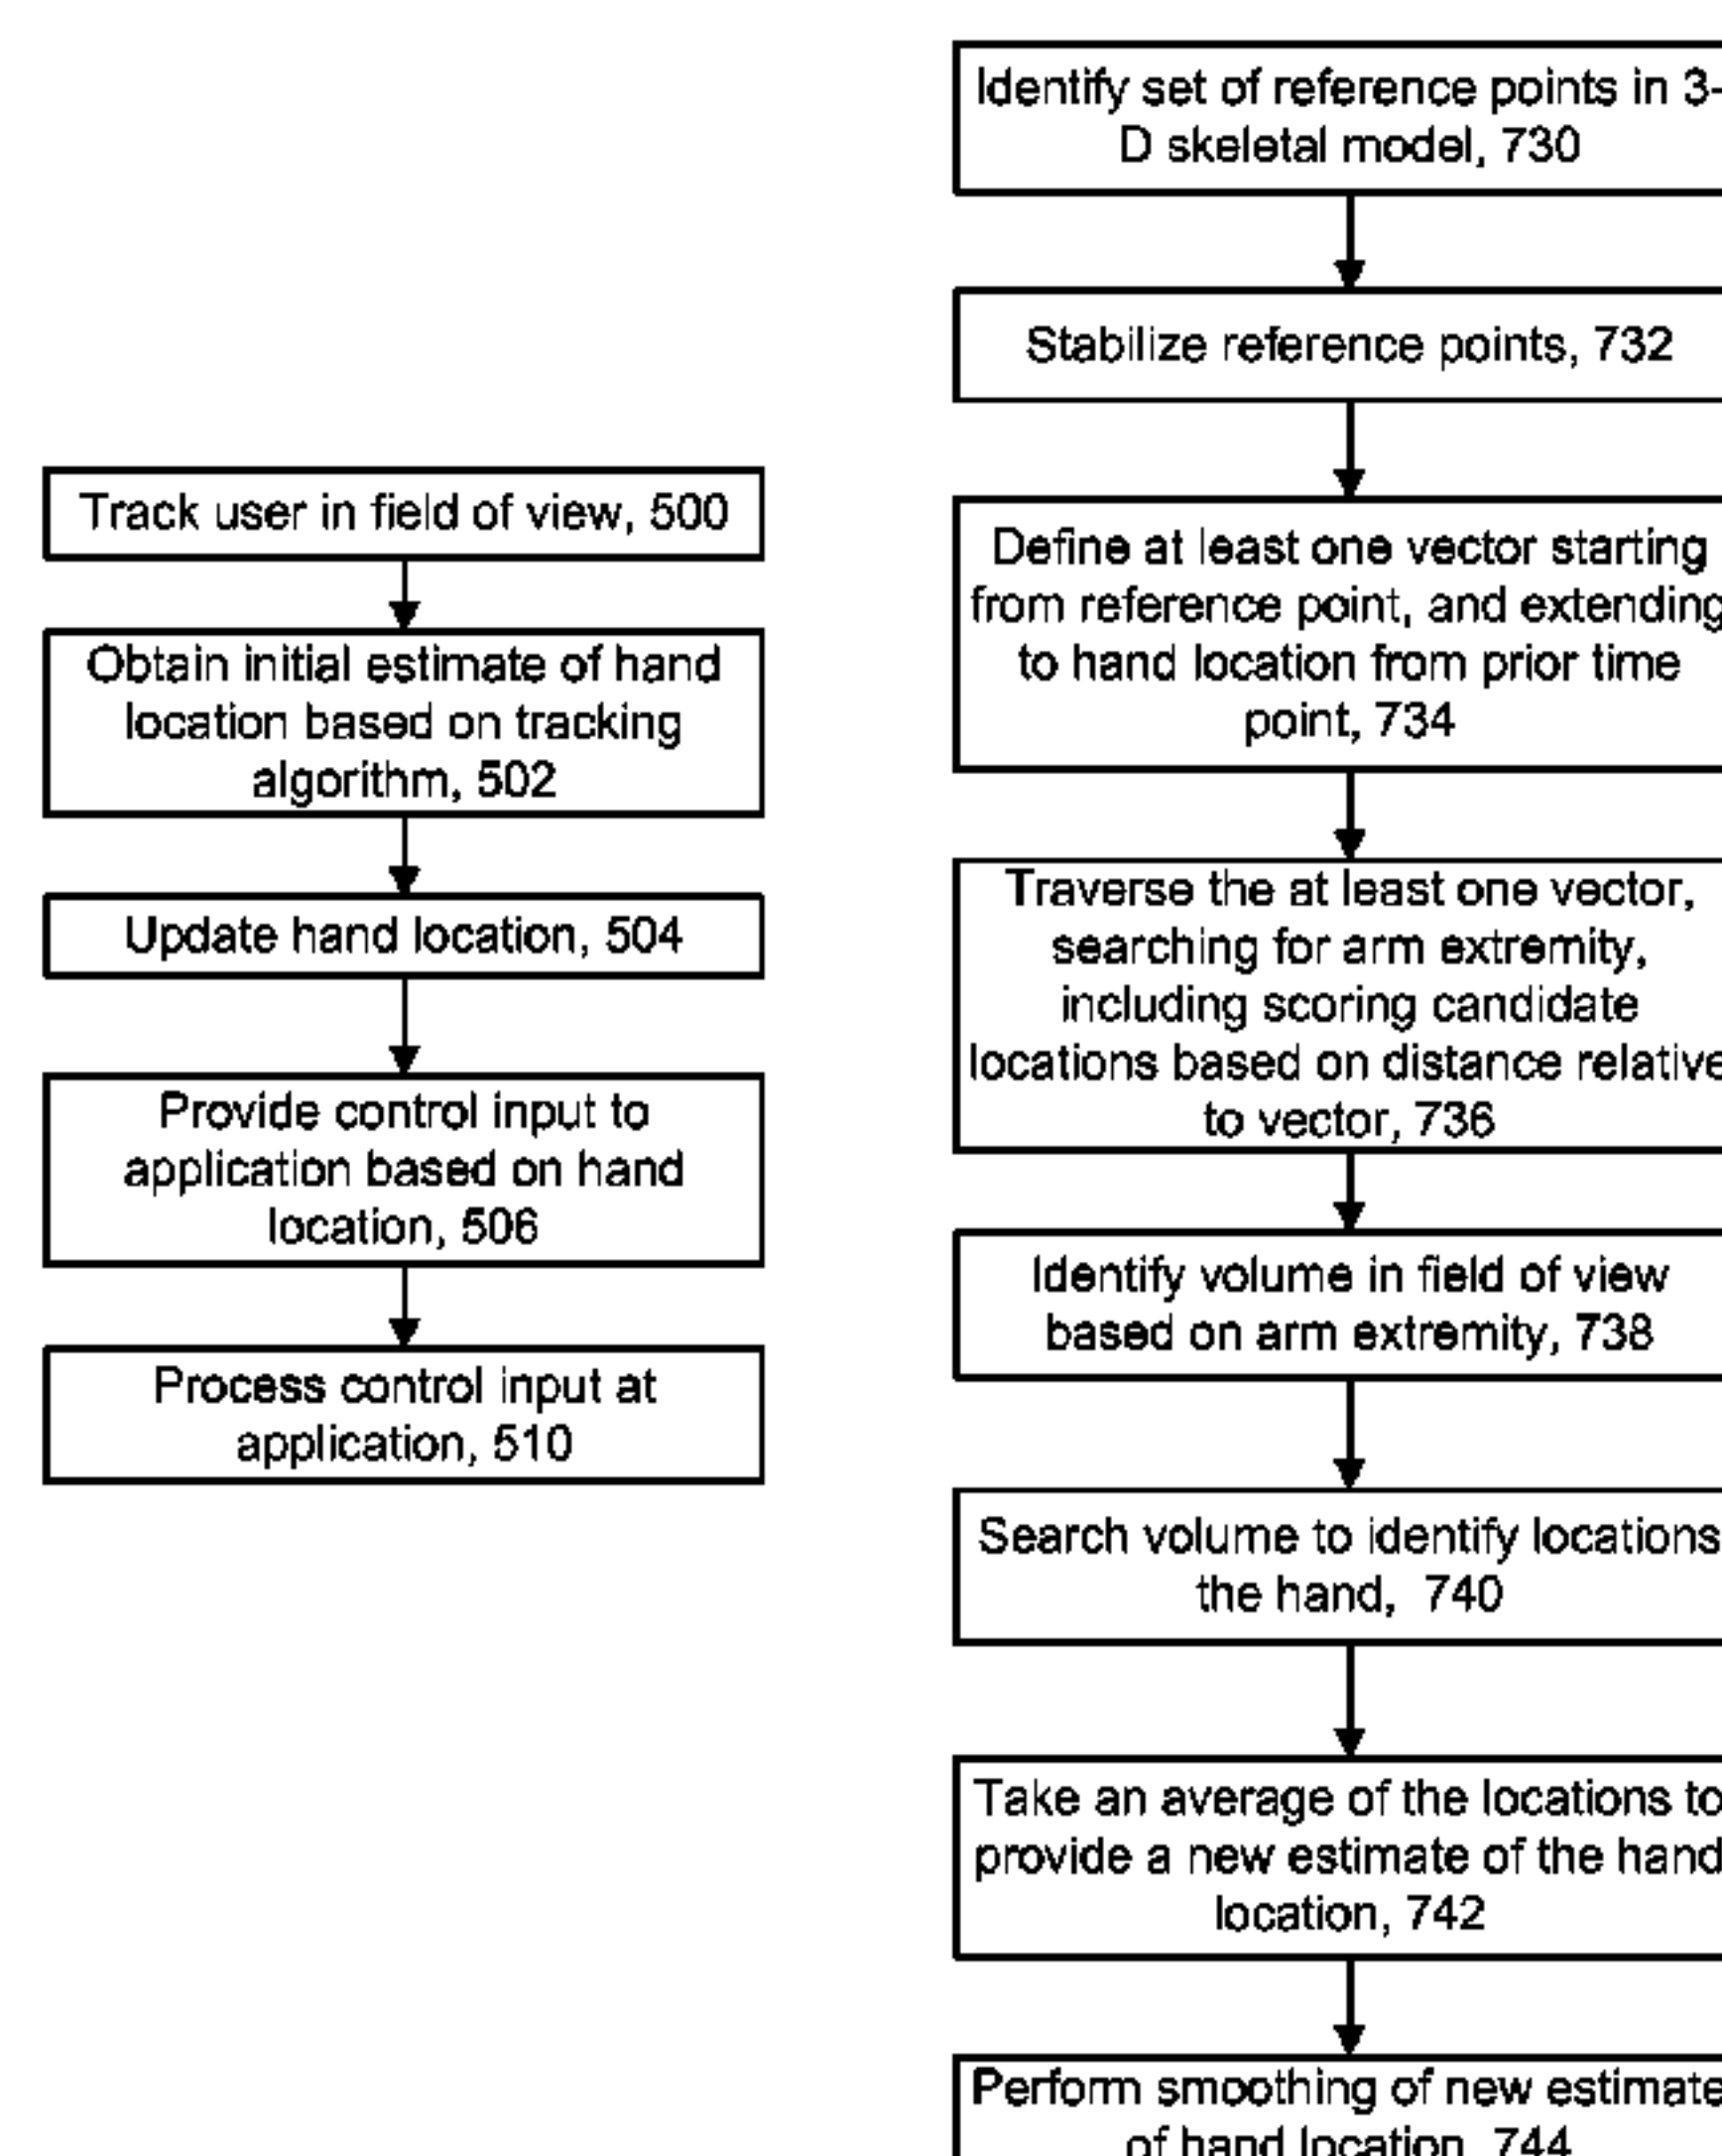 Track user in field of view, 500
Obtain initial estimate of hand
location based on tracking
algorithm, 502
Update hand location, 504
Provide control input to
application based on hand
location, 506
Process control input at
application, 510
Identify set of reference points in 3-
D skeletal model, 730
Stabilize reference points, 732
Define at least one vector starting
from reference point, and extending
to hand location from prior time
point, 734
Traverse the at least one vector,
searching for arm extremity,
including scoring candidate
locations based on distance relative
to vector, 736
Identify volume in field of view
based on arm extremity, 738
Search volume to identify locations
the hand, 740
Take an average of the locations to
provide a new estimate of the hand
location, 742
Perform smoothing of new estimate
of hand location, 744